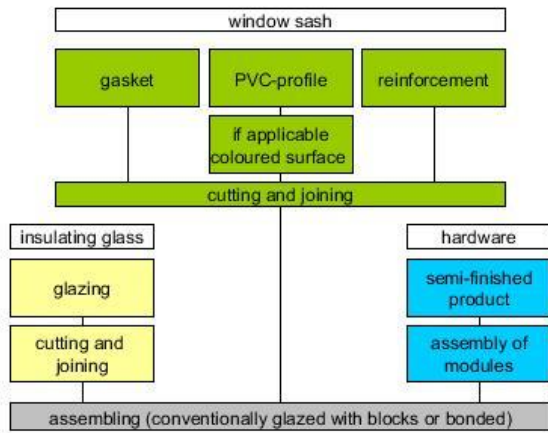 window sash
gasket
PVC-profile
reinforcement
if applicable
coloured surface
cutting and joining
insulating glass
hardware
glazing
semi-finished
product
cutting and
joining
assembly of
modules
assembling (conventionally glazed with blocks or bonded)